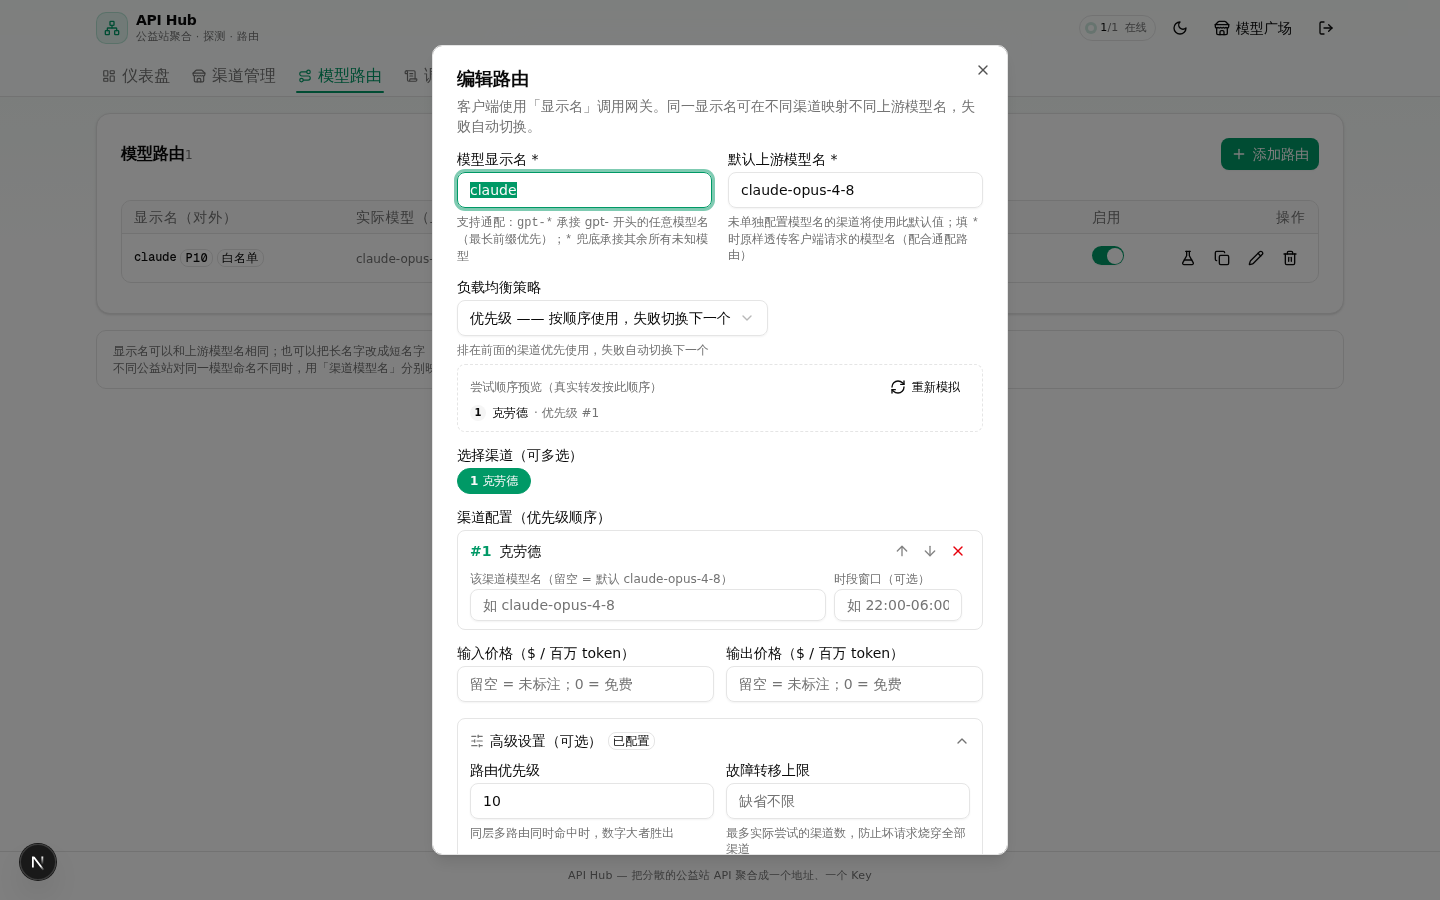 API Hub
公益站聚合 · 探测 · 路由
1/1 在线
模型广场
仪表盘
渠道管理
模型路由
编辑路由
客户端使用「显示名」调用网关。同一显示名可在不同渠道映射不同上游模型名，失
败自动切换。
模型显示名 *
默认上游模型名 *
claude
claude-opus-4-8
支持通配：gpt-* 承接 gpt- 开头的任意模型名
（最长前缀优先）；* 兜底承接其余所有未知模
型
未单独配置模型名的渠道将使用此默认值；填 *
时原样透传客户端请求的模型名（配合通配路
由）
负载均衡策略
优先级 —— 按顺序使用，失败切换下一个
排在前面的渠道优先使用，失败自动切换下一个
尝试顺序预览（真实转发按此顺序）
重新模拟
1 克劳德 · 优先级 #1
选择渠道（可多选）
1 克劳德
渠道配置（优先级顺序）
#1 克劳德
该渠道模型名（留空 = 默认 claude-opus-4-8）
时段窗口（可选）
如 claude-opus-4-8
如 22:00-06:00
输入价格（$ / 百万 token）
输出价格（$ / 百万 token）
留空 = 未标注；0 = 免费
留空 = 未标注；0 = 免费
高级设置（可选） 已配置
路由优先级
故障转移上限
10
缺省不限
同层多路由同时命中时，数字大者胜出
最多实际尝试的渠道数，防止坏请求烧穿全部
渠道
模型路由1
添加路由
显示名（对外）
实际模型（
启用
操作
claude P10 白名单
claude-opus-
显示名可以和上游模型名相同；也可以把长名字改成短名字
不同公益站对同一模型命名不同时，用「渠道模型名」分别
API Hub — 把分散的公益站 API 聚合成一个地址、一个 Key
N